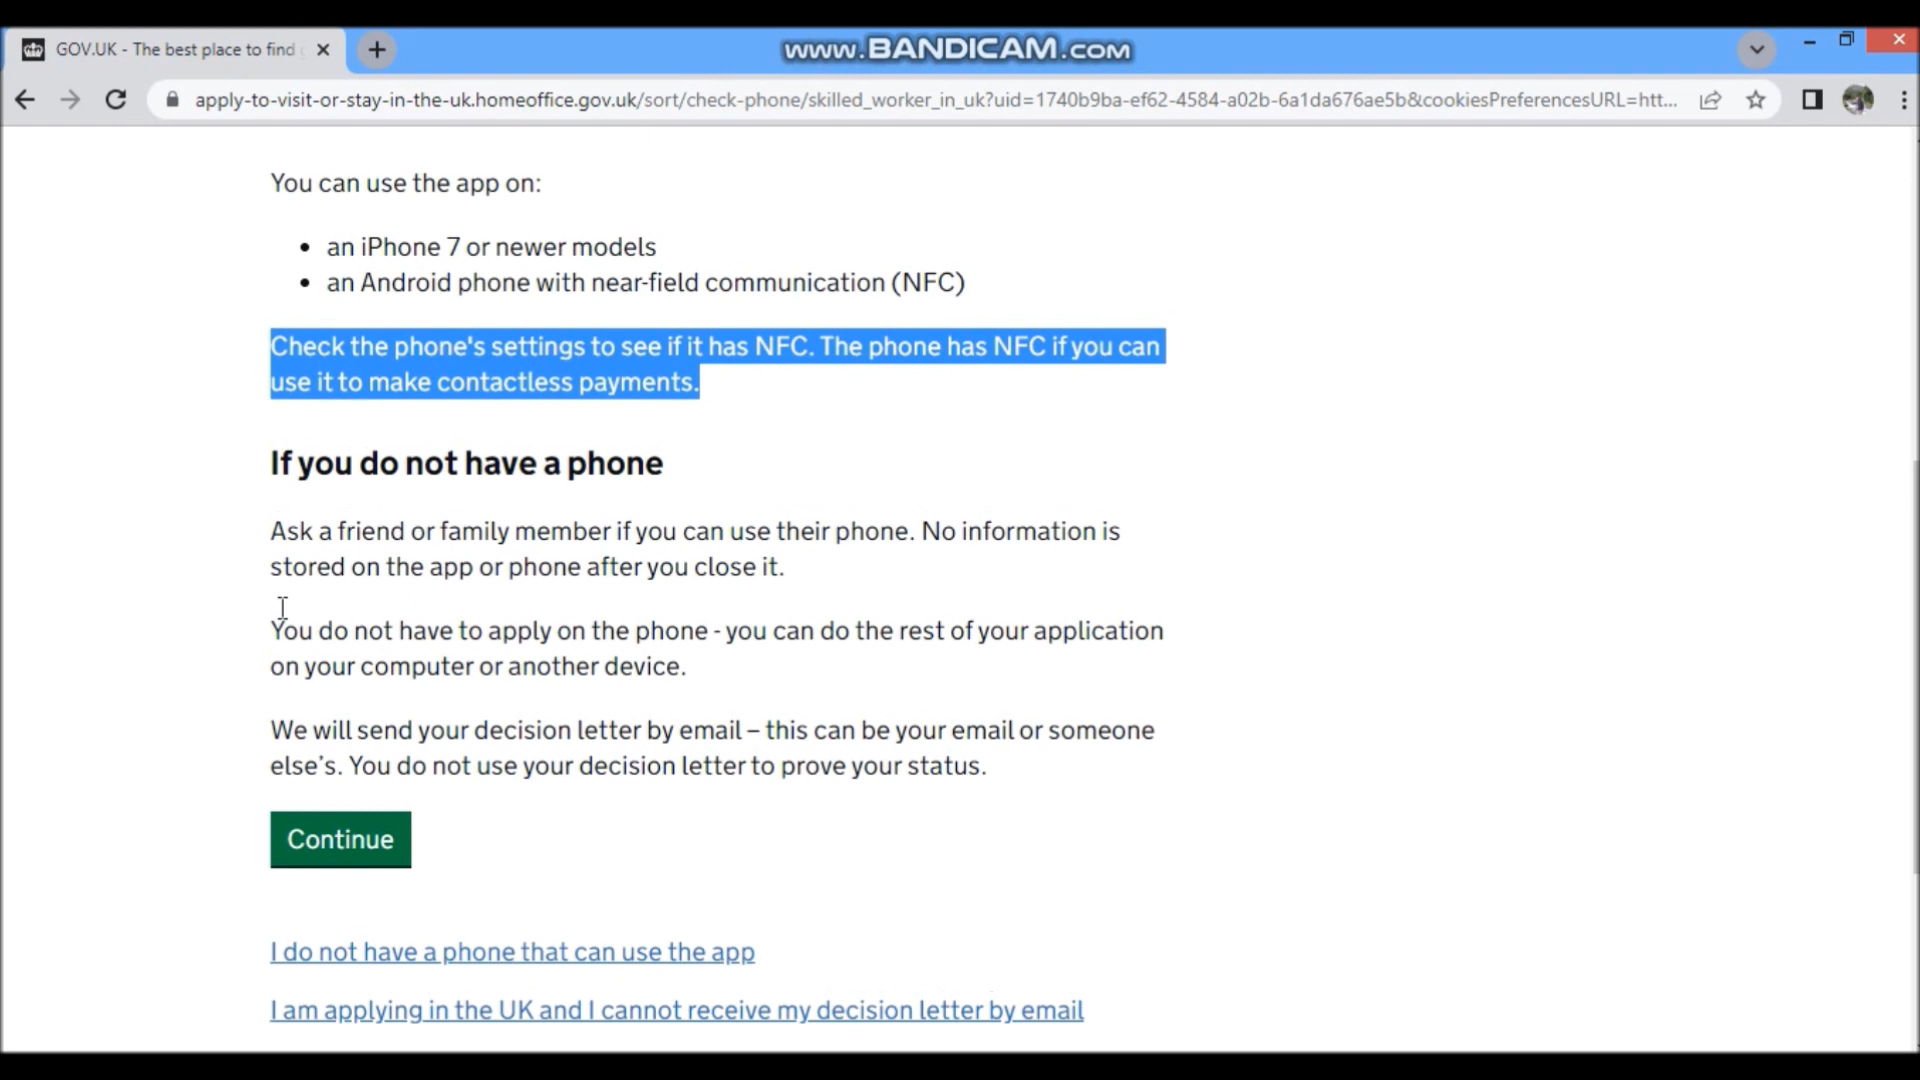 www.BANDICAM.com
GOV.UK - The best place to find
apply-to-visit-or-stay-in-the-uk.homeoffice.gov.uk/sort/check-phone/skilled_worker_in_uk?uid=1740b9ba-ef62-4584-a02b-6a1da676ae5b&cookiesPreferencesURL=htt...
You can use the app on:
• an iPhone 7 or newer models
• an Android phone with near-field communication (NFC)
Check the phone's settings to see if it has NFC. The phone has NFC if you can
use it to make contactless payments.
If you do not have a phone
Ask a friend or family member if you can use their phone. No information is
stored on the app or phone after you close it.
You do not have to apply on the phone - you can do the rest of your application
on your computer or another device.
We will send your decision letter by email – this can be your email or someone
else’s. You do not use your decision letter to prove your status.
Continue
I do not have a phone that can use the app
I am applying in the UK and I cannot receive my decision letter by email